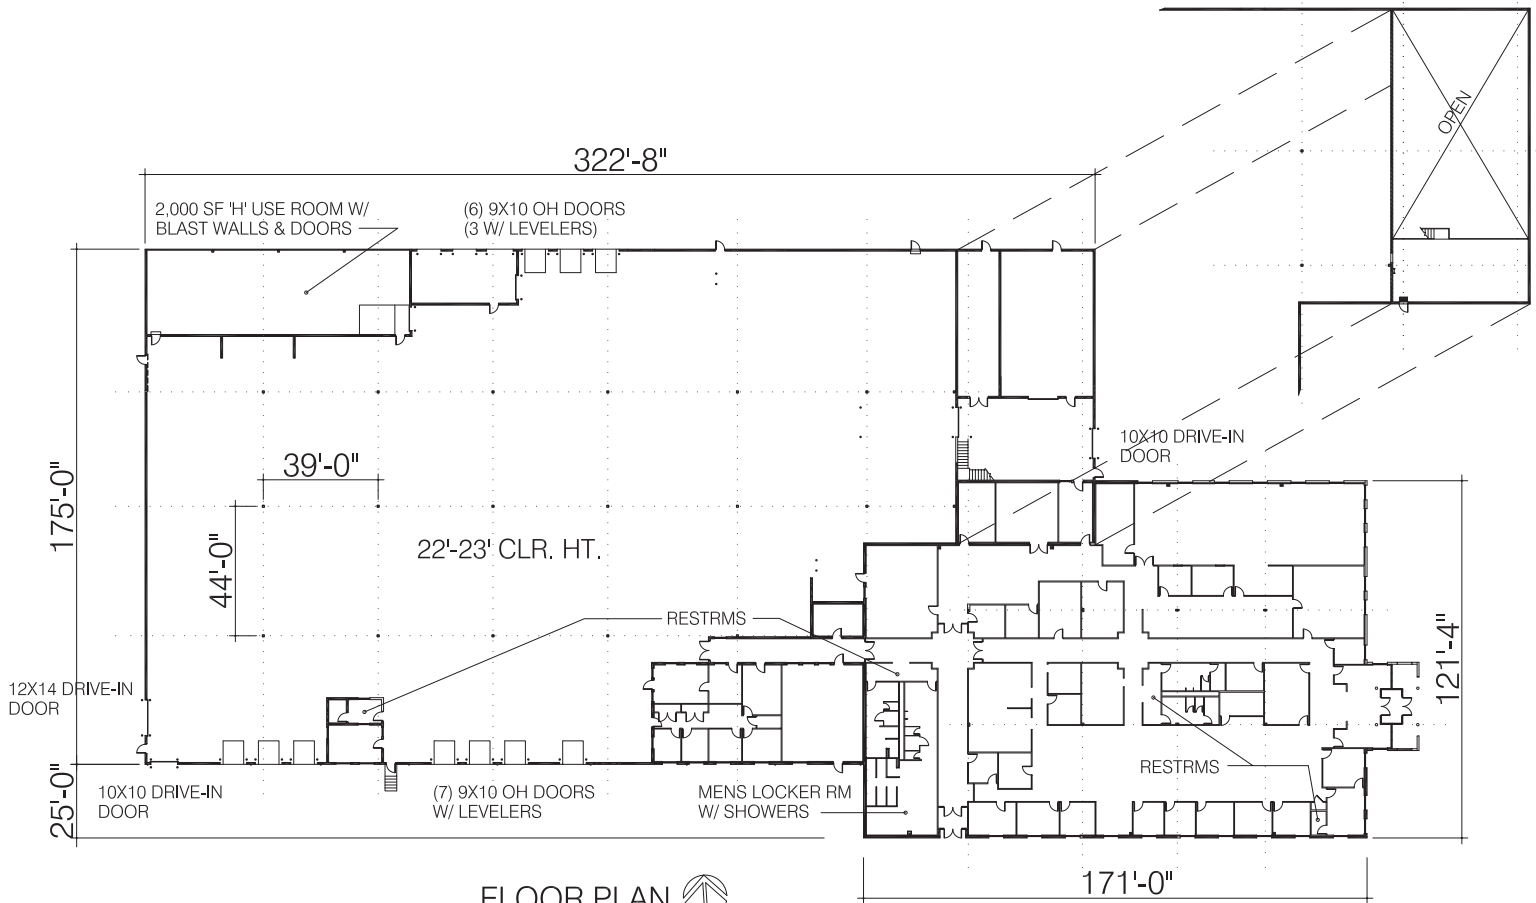 OPEN
322'-8"
2,000 SF 'H' USE ROOM W/
BLAST WALLS & DOORS
(6) 9X10 OH DOORS
(3 W/ LEVELERS)
10X10 DRIVE-IN
DOOR
39'-0"
175'-0"
22'-23' CLR. HT.
44'-0"
RESTRMS
121'-4"
12X14 DRIVE-IN
DOOR
RESTRMS
10X10 DRIVE-IN
DOOR
(7) 9X10 OH DOORS
W/ LEVELERS
MENS LOCKER RM
W/ SHOWERS
25'-0"
171'-0"
FLOOR PLAN